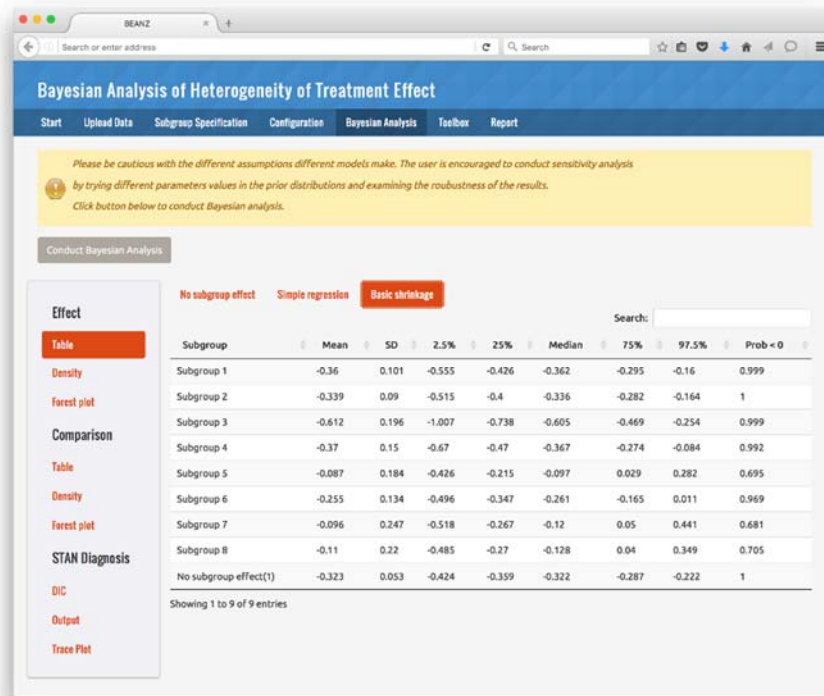 BEANZ
Search or enter address
Search
Bayesian Analysis of Heterogeneity of Treatment Effect
Start Upload Data Subgroup Specification Configuration Bayesian Analysis Toolbox Report
Please be cautious with the different assumptions different models make. The user is encouraged to conduct sensitivity analysis
by trying different parameters values in the prior distributions and examining the roubustness of the results.
Click button below to conduct Bayesian analysis.
Conduct Bayesian Analysis
Effect
Table
Density
Forest plot
Comparison
Table
Density
Forest plot
STAN Diagnosis
DIC
Output
Trace Plot
No subgroup effect Simple regression Basic shrinkage
Search:
Subgroup Mean SD 2.5% 25% Median 75% 97.5% Prob < 0
Subgroup 1 -0.36 0.101 -0.555 -0.426 -0.362 -0.295 -0.16 0.999
Subgroup 2 -0.339 0.09 -0.515 -0.4 -0.336 -0.282 -0.164 1
Subgroup 3 -0.612 0.196 -1.007 -0.738 -0.605 -0.469 -0.254 0.999
Subgroup 4 -0.37 0.15 -0.67 -0.47 -0.367 -0.274 -0.084 0.992
Subgroup 5 -0.087 0.184 -0.426 -0.215 -0.097 0.029 0.282 0.695
Subgroup 6 -0.255 0.134 -0.496 -0.347 -0.261 -0.165 0.011 0.969
Subgroup 7 -0.096 0.247 -0.518 -0.267 -0.12 0.05 0.441 0.681
Subgroup 8 -0.11 0.22 -0.485 -0.27 -0.128 0.04 0.349 0.705
No subgroup effect(1) -0.323 0.053 -0.424 -0.359 -0.322 -0.287 -0.222 1
Showing 1 to 9 of 9 entries